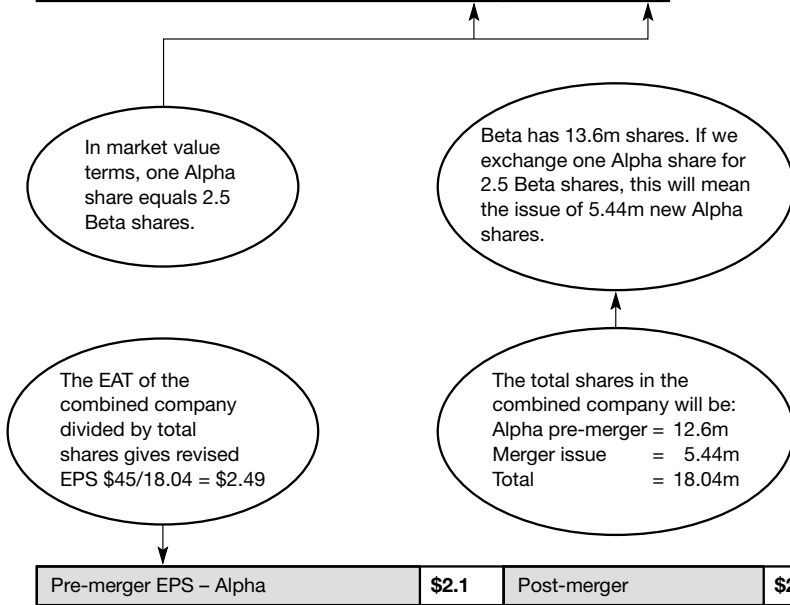 In market value
terms, one Alpha
share equals 2.5
Beta shares.
Beta has 13.6m shares. If we
exchange one Alpha share for
2.5 Beta shares, this will mean
the issue of 5.44m new Alpha
shares.
The EAT of the
combined company
divided by total
shares gives revised
EPS $45/18.04 = $2.49
The total shares in the
combined company will be:
Alpha pre-merger = 12.6m
Merger issue = 5.44m
Total = 18.04m
Pre-merger EPS – Alpha $2.1 Post-merger